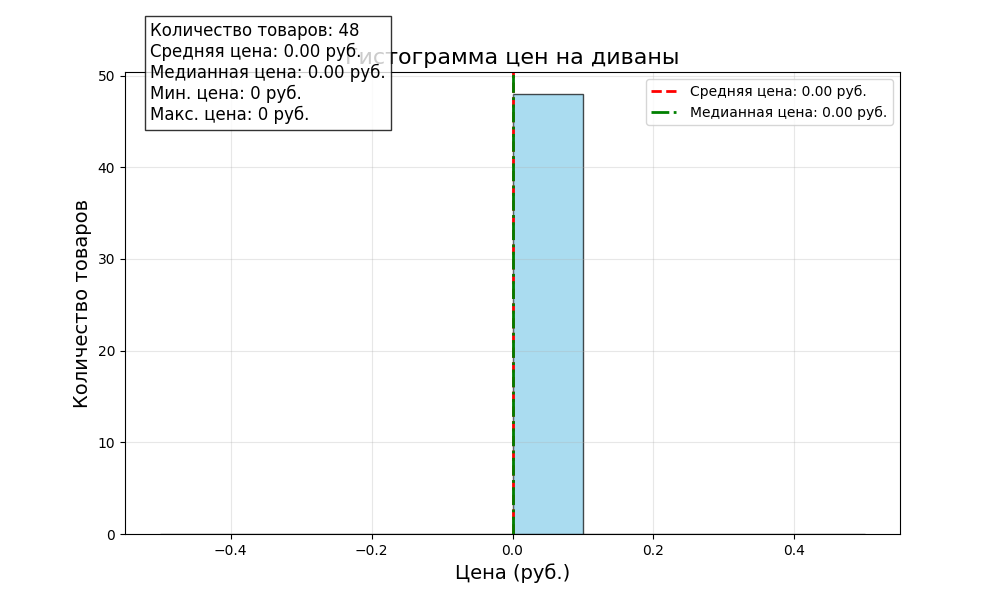 Количество товаров: 48
Средняя цена: 0.00 руб.
Медианная цена: 0.00 руб.
Мин. цена: 0 руб.
Макс. цена: 0 руб.
Гистограмма цен на диваны
Средняя цена: 0.00 руб.
Медианная цена: 0.00 руб.
Количество товаров
50
40
30
20
10
0
−0.4
−0.2
0.0
0.2
0.4
Цена (руб.)